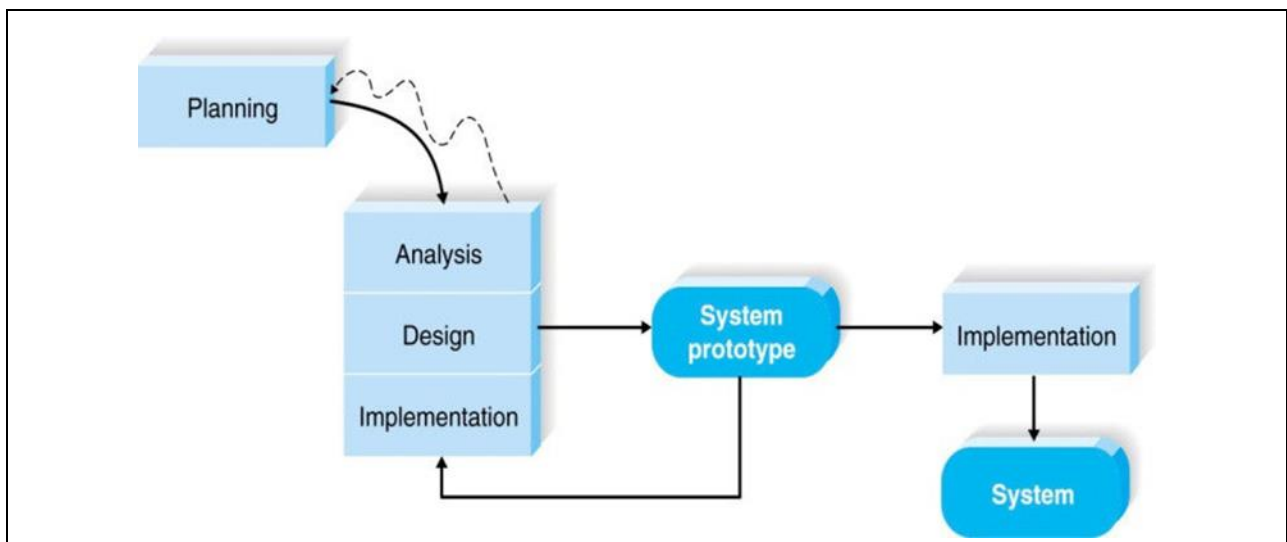 Planning
Analysis
Design
Implementation
System
prototype
Implementation
System